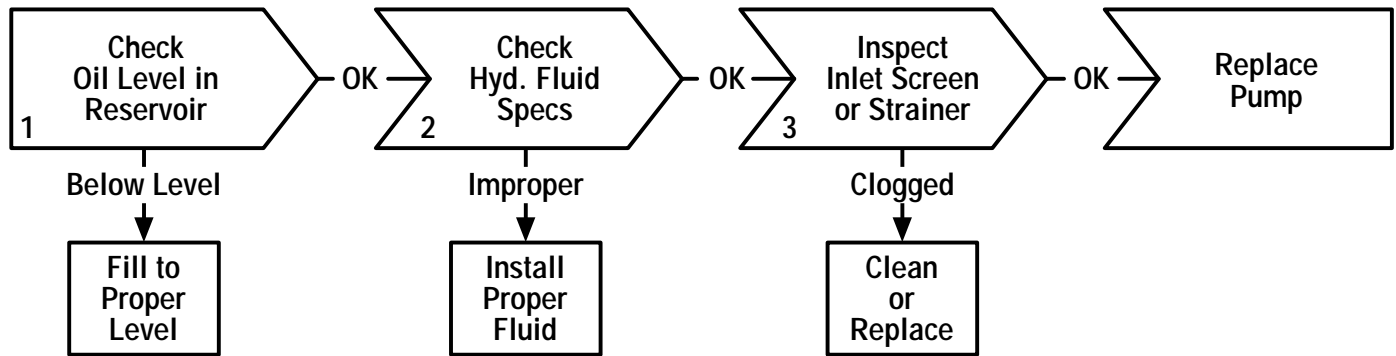 Check
Oil Level in
Reservoir
1
OK
Check
Hyd. Fluid
Specs
2
OK
Inspect
Inlet Screen
or Strainer
3
OK
Replace
Pump
Below Level
Improper
Clogged
Fill to
Proper
Level
Install
Proper
Fluid
Clean
or
Replace